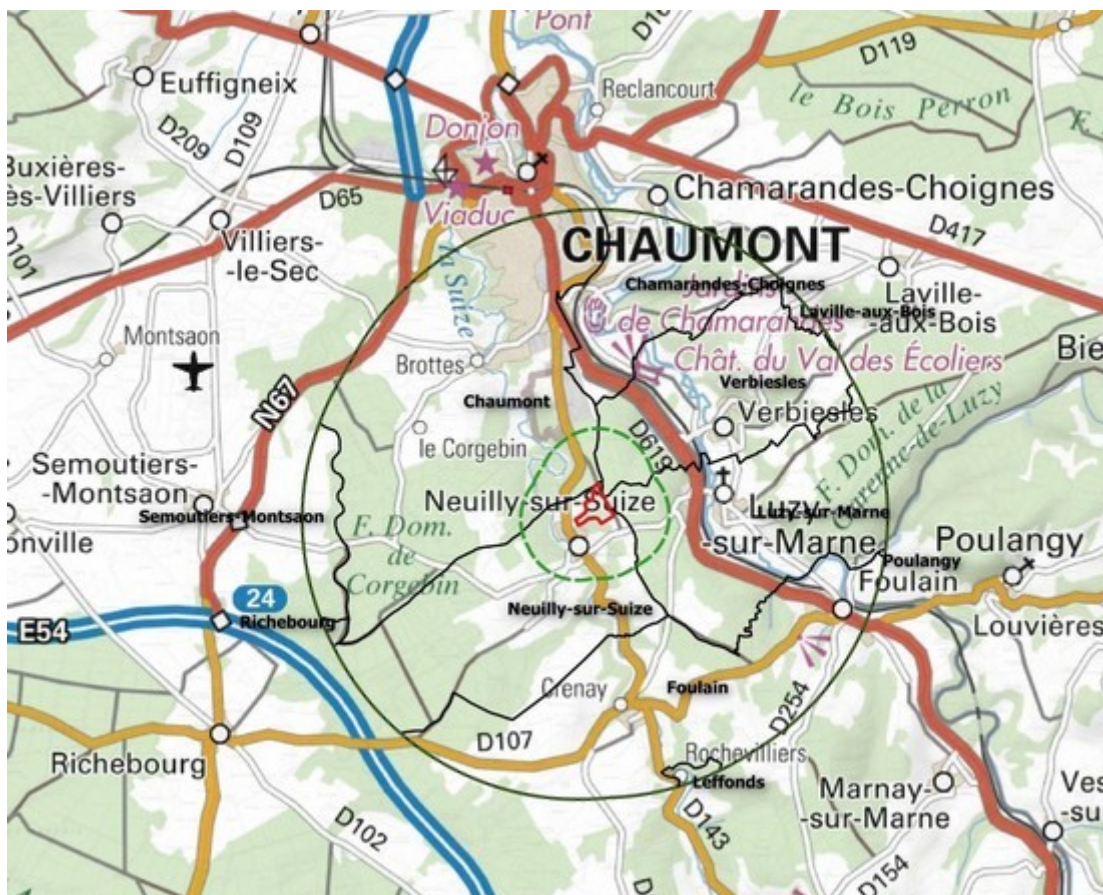 Pont
D119
Euffigneix
Reclancourt
le Bois Perron
D209
D109
Donjon
Buxières-
ès-Villiers
Chamarandes-Choignes
D65
Viaduc
D417
D101
Villiers-
-le-Sec
CHAUMONT
la Suize
Chamarandes-Choignes
Jardins
de Chamarandes
Laville-aux-Bois
Laville-
-aux-Bois
Montsaon
Brottes
Chât. du Val des Écoliers
Bie
Verbiesles
N67
Chaumont
Verbiesles
le Corgebin
D619
F. Dom. de la
Garenne-de-Luzy
Semoutiers-
-Montsaon
Neuilly-sur-Suize
Semoutiers-Montsaon
Luzy-
Luzy-sur-Marne
-sur-Marne
onville
F. Dom.
de
Corgebin
Poulangy
Poulangy
Foulain
24
Richebourg
Neuilly-sur-Suize
E54
Louvières
Crenay
Foulain
D254
D107
Richebourg
Rochevilliers
Leffonds
Marnay-
-sur-Marne
Ves
-su
D102
D143
D154